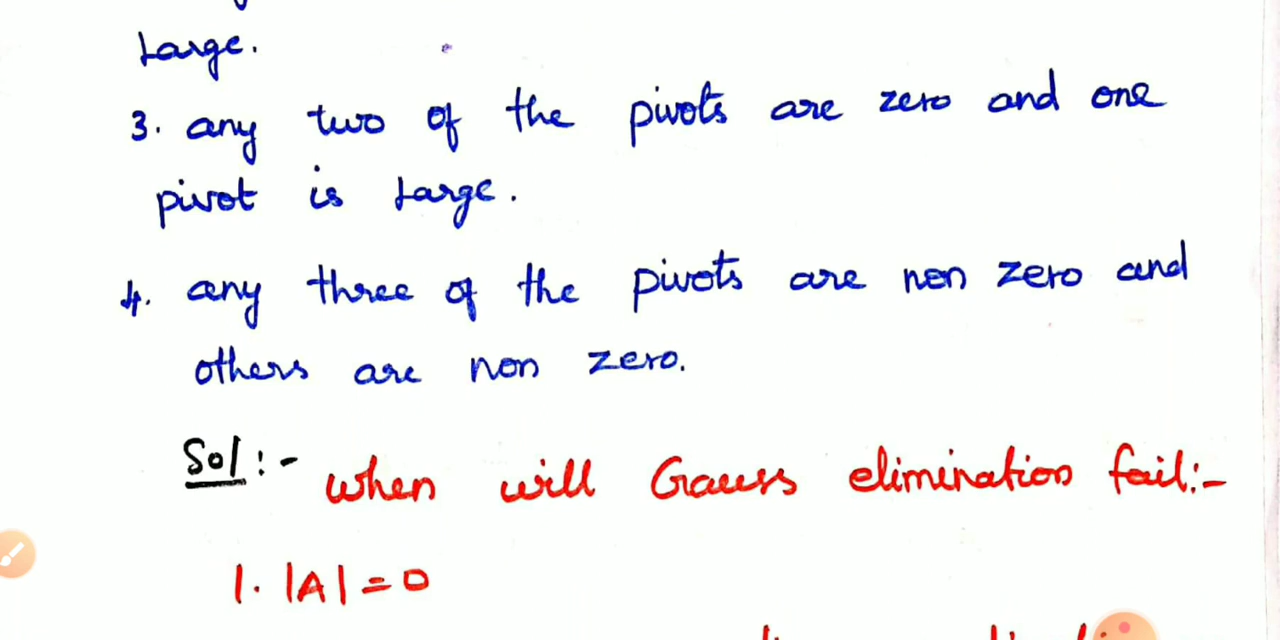 Large.
3. any two of the pivots are zero and one
pivot is Large.
4. any three of the pivots are non zero and
others are non zero.
Sol :- When will Gauss elimination fail:-
1. |A| = 0